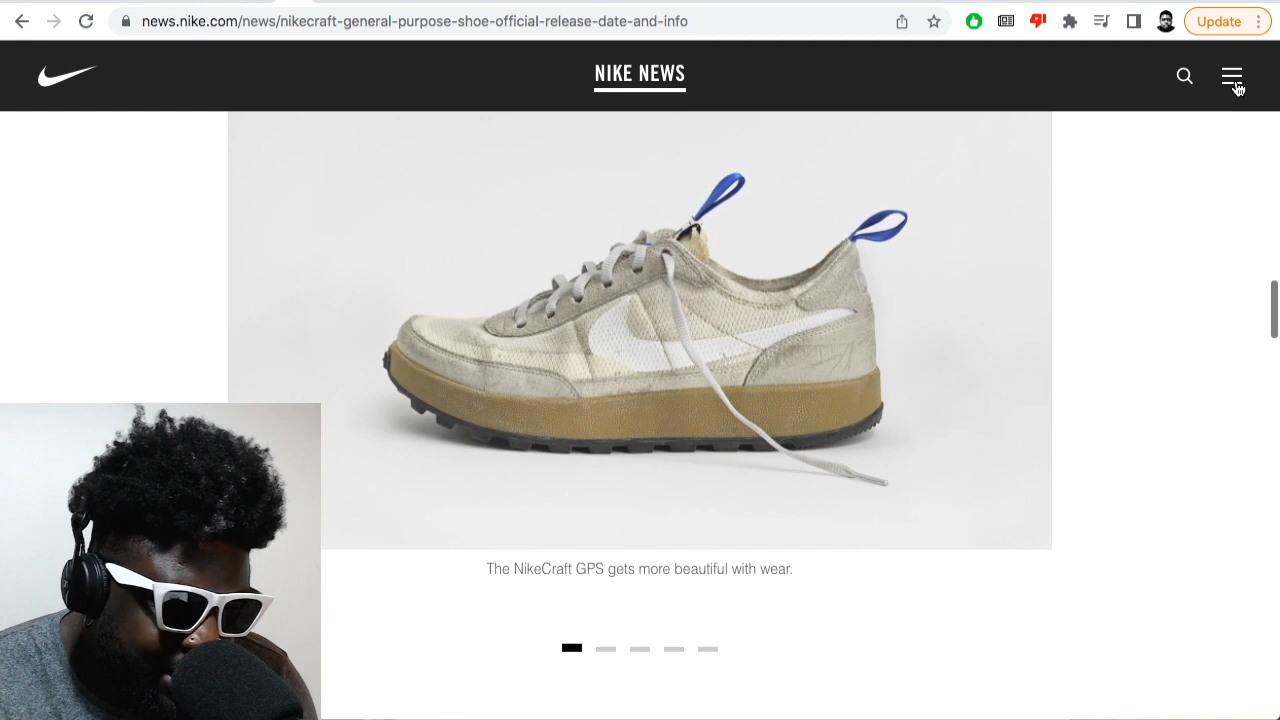 news.nike.com/news/nikecraft-general-purpose-shoe-official-release-date-and-info
Update
NIKE NEWS
The NikeCraft GPS gets more beautiful with wear.